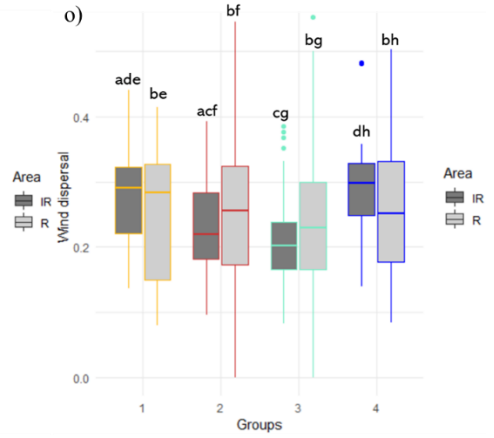 o)
bf
bg
bh
ade
be
acf
cg
dh
0.4
0.2
0.0
Wind dispersal
Area
IR
R
Area
IR
R
1
2
3
4
Groups